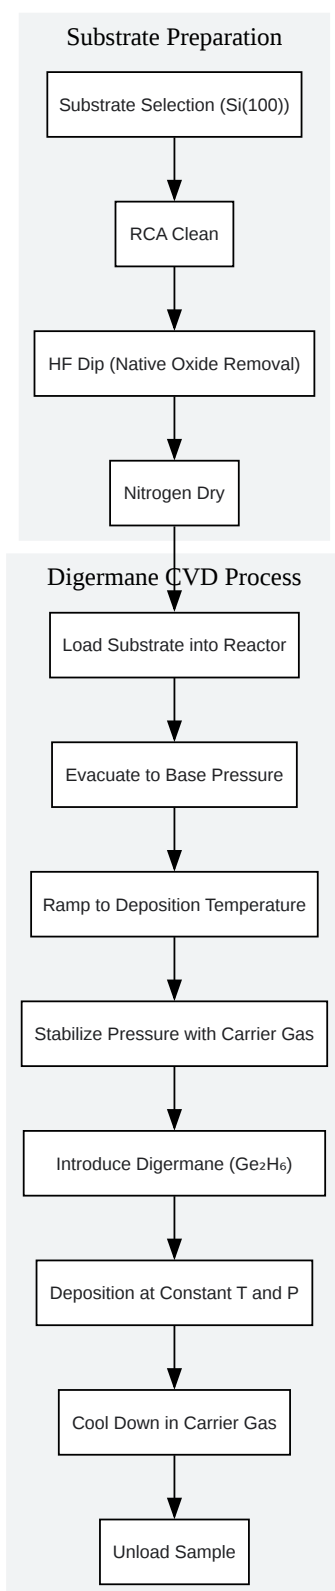 Substrate Preparation
Substrate Selection (Si(100))
RCA Clean
HF Dip (Native Oxide Removal)
Nitrogen Dry
Digermane CVD Process
Load Substrate into Reactor
Evacuate to Base Pressure
Ramp to Deposition Temperature
Stabilize Pressure with Carrier Gas
Introduce Digermane (Ge₂H₆)
Deposition at Constant T and P
Cool Down in Carrier Gas
Unload Sample